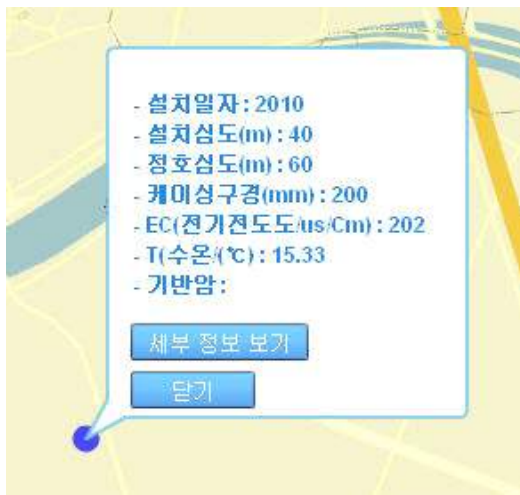 - 설치일자 : 2010
- 설치심도(m) : 40
- 정호심도(m) : 60
- 케이싱구경(mm) : 200
- EC(전기전도도/us/Cm) : 202
- T(수온/(℃) : 15.33
- 기반암 :
세부 정보 보기
닫기